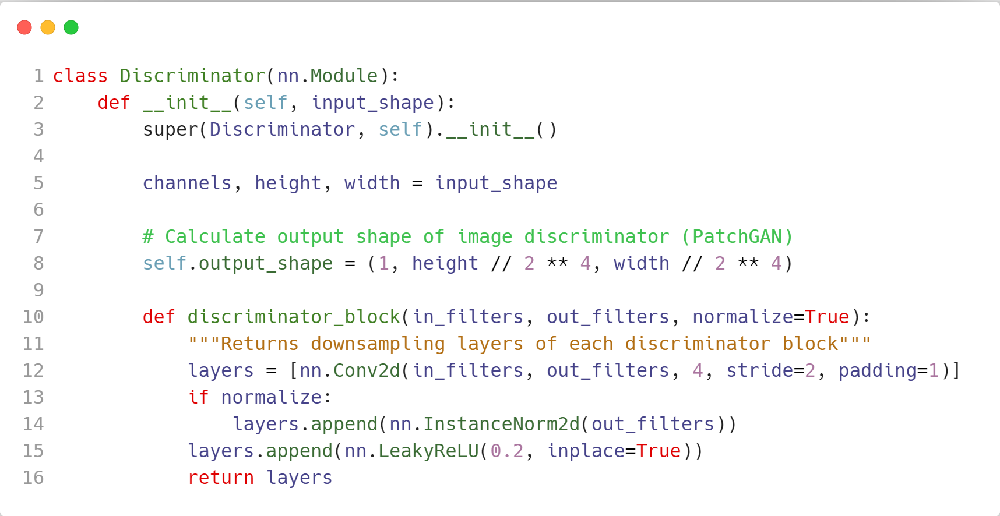 1 class Discriminator(nn.Module):
2     def __init__(self, input_shape):
3         super(Discriminator, self).__init__()
4
5         channels, height, width = input_shape
6
7         # Calculate output shape of image discriminator (PatchGAN)
8         self.output_shape = (1, height // 2 ** 4, width // 2 ** 4)
9
10         def discriminator_block(in_filters, out_filters, normalize=True):
11             """Returns downsampling layers of each discriminator block"""
12             layers = [nn.Conv2d(in_filters, out_filters, 4, stride=2, padding=1)]
13             if normalize:
14                 layers.append(nn.InstanceNorm2d(out_filters))
15             layers.append(nn.LeakyReLU(0.2, inplace=True))
16             return layers